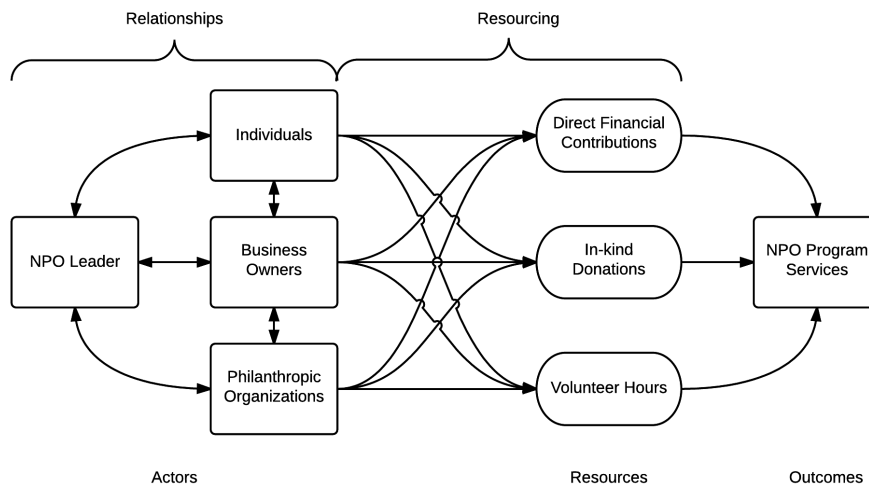 Relationships
Resourcing
Individuals
Direct Financial
Contributions
NPO Leader
Business
Owners
In-kind
Donations
NPO Program
Services
Philanthropic
Organizations
Volunteer Hours
Actors
Resources
Outcomes